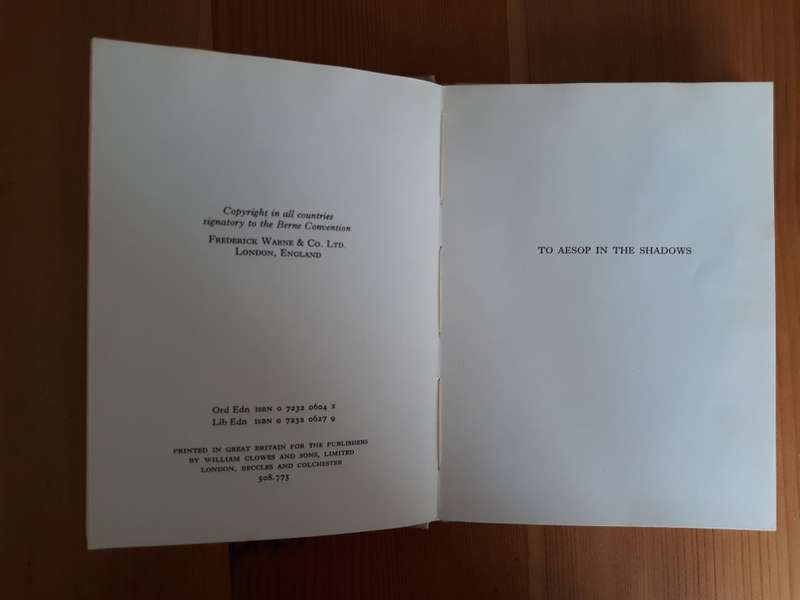 Copyright in all countries
signatory to the Berne Convention
FREDERICK WARNE & CO. LTD.
LONDON, ENGLAND
Ord Edn ISBN 0 7232 0604 X
Lib Edn ISBN 0 7232 0627 9
PRINTED IN GREAT BRITAIN FOR THE PUBLISHERS
BY WILLIAM CLOWES AND SONS, LIMITED
LONDON, BECCLES AND COLCHESTER
508.775
TO AESOP IN THE SHADOWS